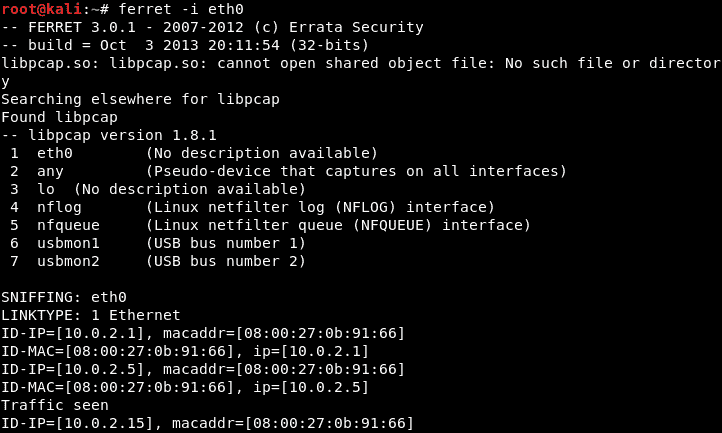 root@kali:~# ferret -i eth0
-- FERRET 3.0.1 - 2007-2012 (c) Errata Security
-- build = Oct  3 2013 20:11:54 (32-bits)
libpcap.so: libpcap.so: cannot open shared object file: No such file or director
y
Searching elsewhere for libpcap
Found libpcap
-- libpcap version 1.8.1
 1  eth0        (No description available)
 2  any         (Pseudo-device that captures on all interfaces)
 3  lo  (No description available)
 4  nflog       (Linux netfilter log (NFLOG) interface)
 5  nfqueue     (Linux netfilter queue (NFQUEUE) interface)
 6  usbmon1     (USB bus number 1)
 7  usbmon2     (USB bus number 2)
SNIFFING: eth0
LINKTYPE: 1 Ethernet
ID-IP=[10.0.2.1], macaddr=[08:00:27:0b:91:66]
ID-MAC=[08:00:27:0b:91:66], ip=[10.0.2.1]
ID-IP=[10.0.2.5], macaddr=[08:00:27:0b:91:66]
ID-MAC=[08:00:27:0b:91:66], ip=[10.0.2.5]
Traffic seen
ID-IP=[10.0.2.15], macaddr=[08:00:27:0b:91:66]